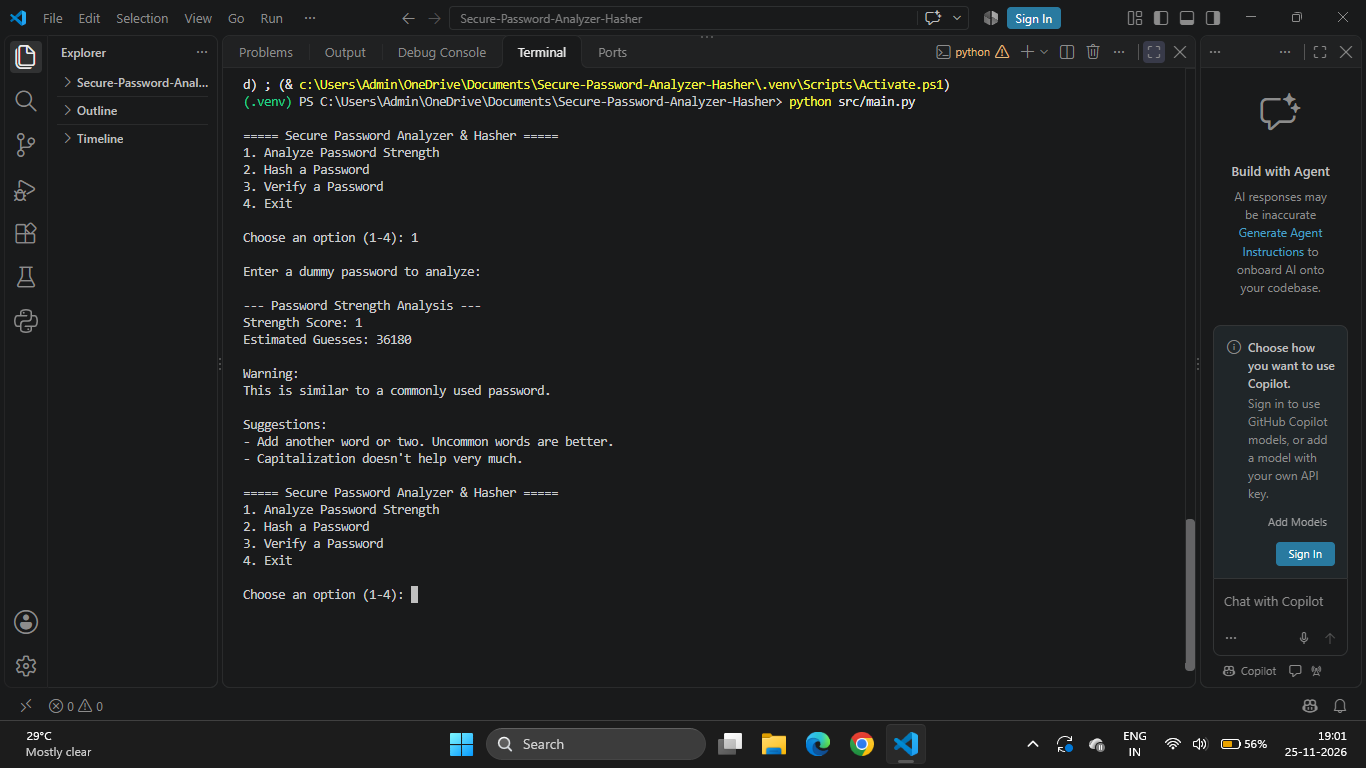 File Edit Selection View Go Run ···
Secure-Password-Analyzer-Hasher
Sign In
Explorer
Secure-Password-Anal...
Outline
Timeline
Problems Output Debug Console Terminal Ports
python
d) ; (& c:\Users\Admin\OneDrive\Documents\Secure-Password-Analyzer-Hasher\.venv\Scripts\Activate.ps1)
(.venv) PS C:\Users\Admin\OneDrive\Documents\Secure-Password-Analyzer-Hasher> python src/main.py
===== Secure Password Analyzer & Hasher =====
1. Analyze Password Strength
2. Hash a Password
3. Verify a Password
4. Exit
Choose an option (1-4): 1
Enter a dummy password to analyze:
--- Password Strength Analysis ---
Strength Score: 1
Estimated Guesses: 36180
Warning:
This is similar to a commonly used password.
Suggestions:
- Add another word or two. Uncommon words are better.
- Capitalization doesn't help very much.
===== Secure Password Analyzer & Hasher =====
1. Analyze Password Strength
2. Hash a Password
3. Verify a Password
4. Exit
Choose an option (1-4):
Build with Agent
AI responses may
be inaccurate
Generate Agent
Instructions to
onboard AI onto
your codebase.
Choose how
you want to use
Copilot.
Sign in to use
GitHub Copilot
models, or add
a model with
your own API
key.
Add Models
Sign In
Chat with Copilot
Copilot
0 0
29°C
Mostly clear
Search
ENG
IN
56%
19:01
25-11-2026